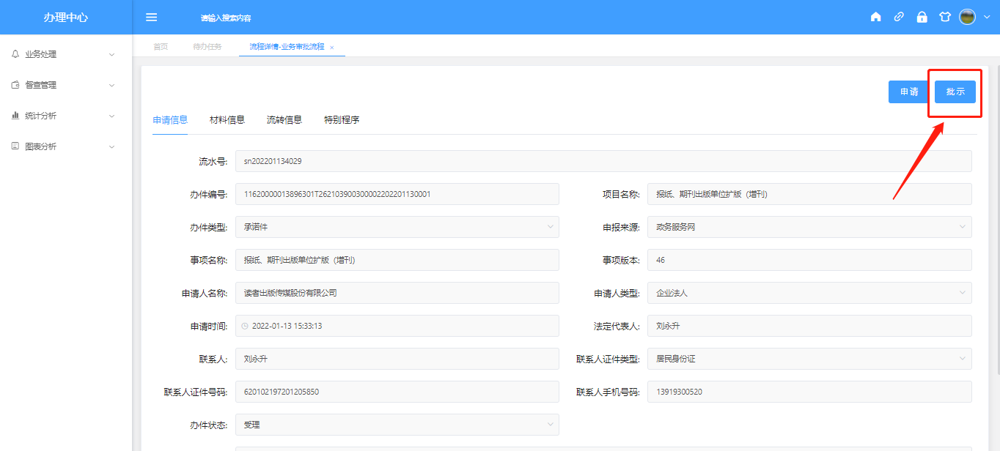 办理中心
请输入搜索内容
业务处理
督查管理
统计分析
图表分析
首页 待办任务 流程详情-业务审批流程 ×
申请 批示
申请信息 材料信息 流转信息 特别程序
流水号: sn202201134029
办件编号: 11620000013896301T262103900300002202201130001 项目名称: 报纸、期刊出版单位扩版（增刊）
办件类型: 承诺件 申报来源: 政务服务网
事项名称: 报纸、期刊出版单位扩版（增刊） 事项版本: 46
申请人名称: 读者出版传媒股份有限公司 申请人类型: 企业法人
申请时间: 2022-01-13 15:33:13 法定代表人: 刘永升
联系人: 刘永升 联系人证件类型: 居民身份证
联系人证件号码: 620102197201205850 联系人手机号码: 13919300520
办件状态: 受理